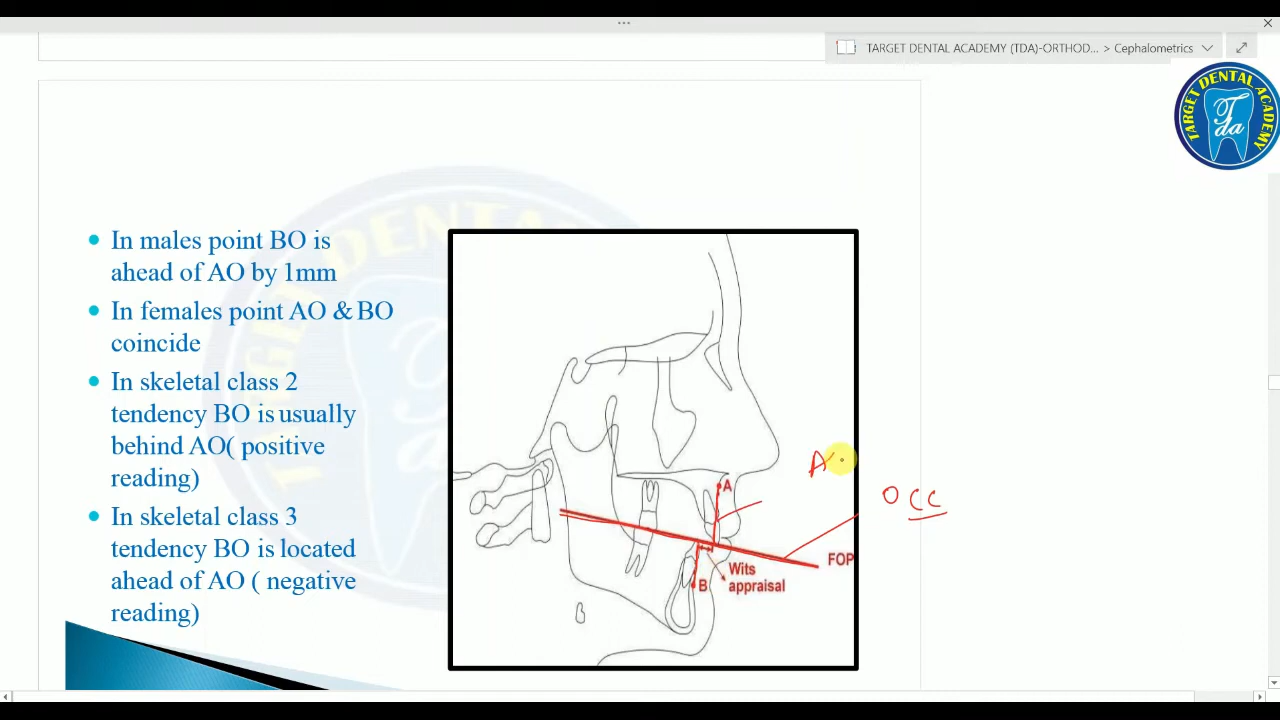 TARGET DENTAL ACADEMY (TDA)-ORTHOD... > Cephalometrics
TARGET DENTAL ACADEMY
Tda
In males point BO is
ahead of AO by 1mm
In females point AO & BO
coincide
In skeletal class 2
tendency BO is usually
behind AO( positive
reading)
In skeletal class 3
tendency BO is located
ahead of AO ( negative
reading)
A
A
OCC
FOP
Wits
appraisal
B
B